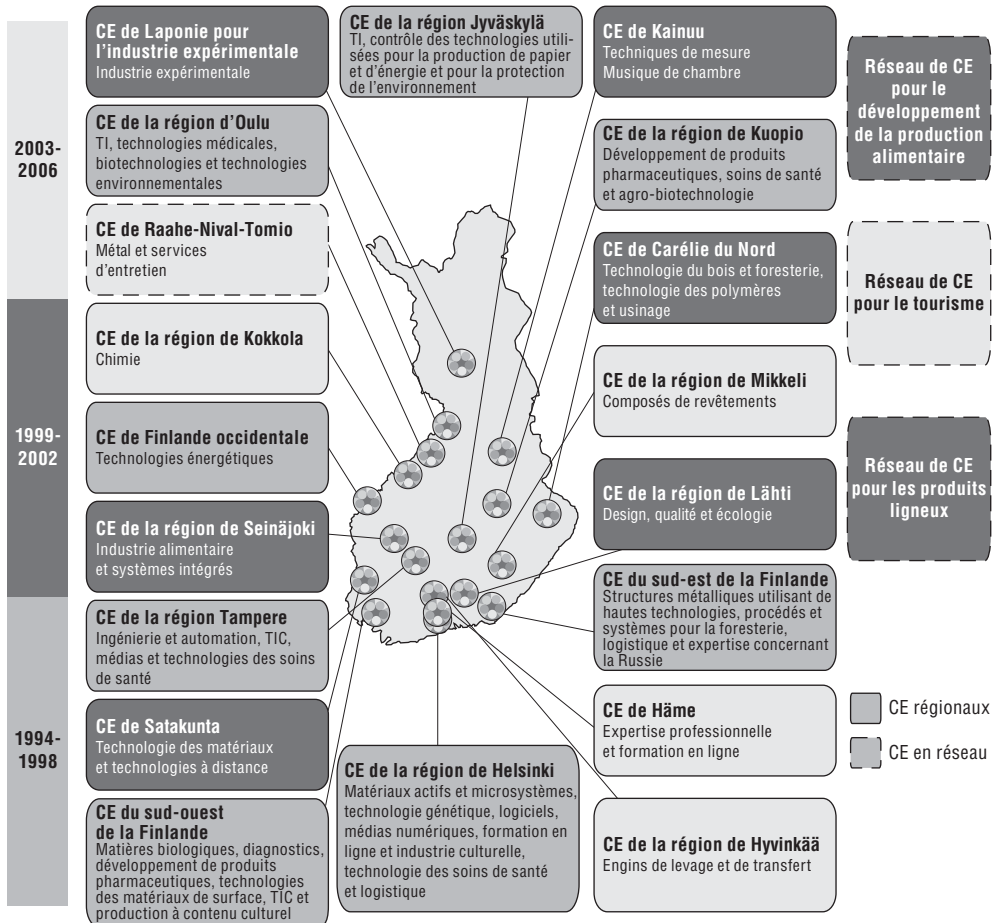 2003-
2006
1999-
2002
1994-
1998
CE de Laponie pour
l'industrie expérimentale
Industrie expérimentale
CE de la région d'Oulu
TI, technologies médicales,
biotechnologies et technologies
environnementales
CE de Raahe-Nival-Tomio
Métal et services
d'entretien
CE de la région de Kokkola
Chimie
CE de Finlande occidentale
Technologies énergétiques
CE de la région de Seinäjoki
Industrie alimentaire
et systèmes intégrés
CE de la région Tampere
Ingénierie et automation, TIC,
médias et technologies des soins
de santé
CE de Satakunta
Technologie des matériaux
et technologies à distance
CE du sud-ouest
de la Finlande
Matières biologiques, diagnostics,
développement de produits
pharmaceutiques, technologies
des matériaux de surface, TIC et
production à contenu culturel
CE de la région Jyväskylä
TI, contrôle des technologies utili-
sées pour la production de papier
et d'énergie et pour la protection
de l'environnement
CE de la région de Helsinki
Matériaux actifs et microsystèmes,
technologie génétique, logiciels,
médias numériques, formation en
ligne et industrie culturelle,
technologie des soins de santé
et logistique
CE de Kainuu
Techniques de mesure
Musique de chambre
CE de la région de Kuopio
Développement de produits
pharmaceutiques, soins de santé
et agro-biotechnologie
CE de Carélie du Nord
Technologie du bois et foresterie,
technologie des polymères
et usinage
CE de la région de Mikkeli
Composés de revêtements
CE de la région de Lähti
Design, qualité et écologie
CE du sud-est de la Finlande
Structures métalliques utilisant de
hautes technologies, procédés et
systèmes pour la foresterie,
logistique et expertise concernant
la Russie
CE de Häme
Expertise professionnelle
et formation en ligne
CE de la région de Hyvinkää
Engins de levage et de transfert
Réseau de CE
pour le
développement
de la production
alimentaire
Réseau de CE
pour le tourisme
Réseau de CE
pour les produits
ligneux
CE régionaux
CE en réseau